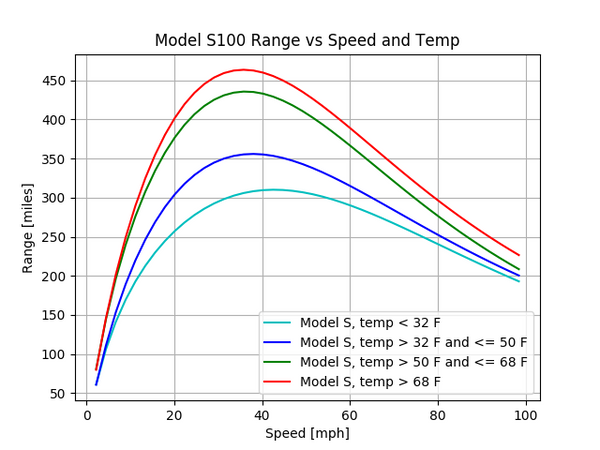 Model S100 Range vs Speed and Temp
Range [miles]
450
400
350
300
250
200
150
100
50
Model S, temp < 32 F
Model S, temp > 32 F and <= 50 F
Model S, temp > 50 F and <= 68 F
Model S, temp > 68 F
0 20 40 60 80 100
Speed [mph]